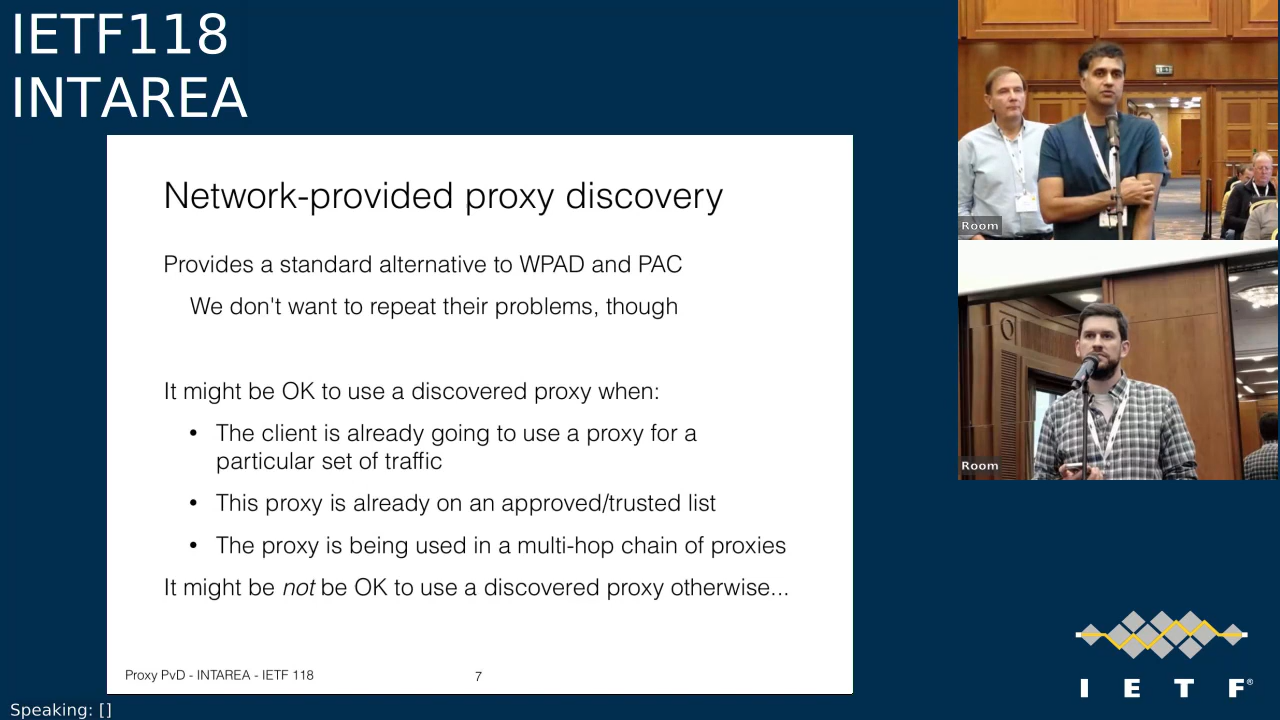 IETF118
INTAREA
Network-provided proxy discovery
Provides a standard alternative to WPAD and PAC
We don't want to repeat their problems, though
It might be OK to use a discovered proxy when:
• The client is already going to use a proxy for a
particular set of traffic
• This proxy is already on an approved/trusted list
• The proxy is being used in a multi-hop chain of proxies
It might be not be OK to use a discovered proxy otherwise...
Proxy PvD - INTAREA - IETF 118
7
Room
Room
I E T F®
Speaking: []